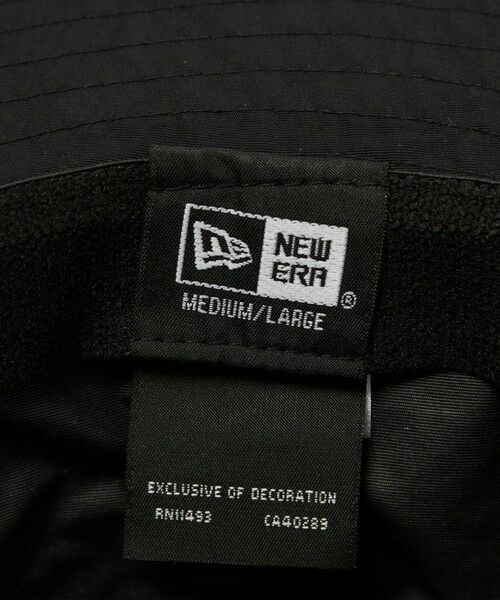 NEW
ERA
®
MEDIUM/LARGE
EXCLUSIVE OF DECORATION
RN11493 CA40289